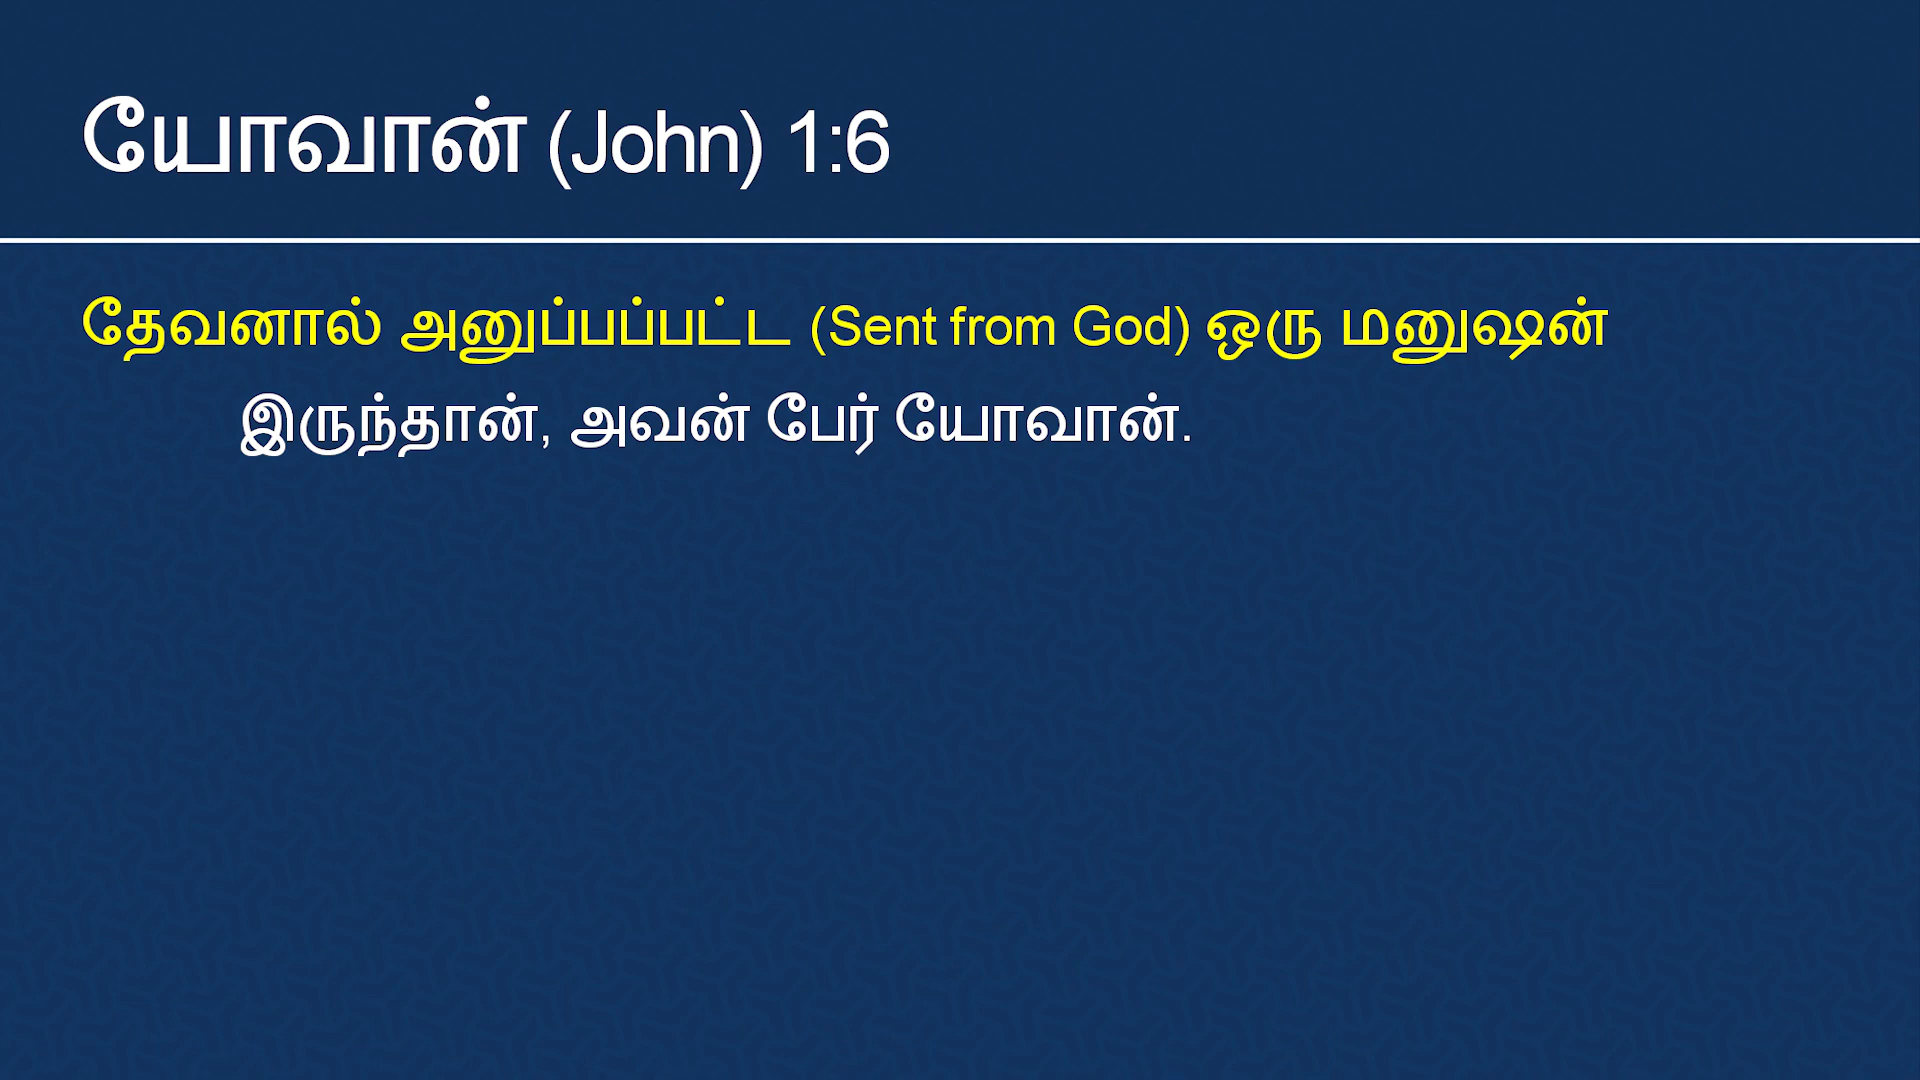 யோவான் (John) 1:6
தேவனால் அனுப்பப்பட்ட (Sent from God) ஒரு மனுஷன்
இருந்தான், அவன் பேர் யோவான்.